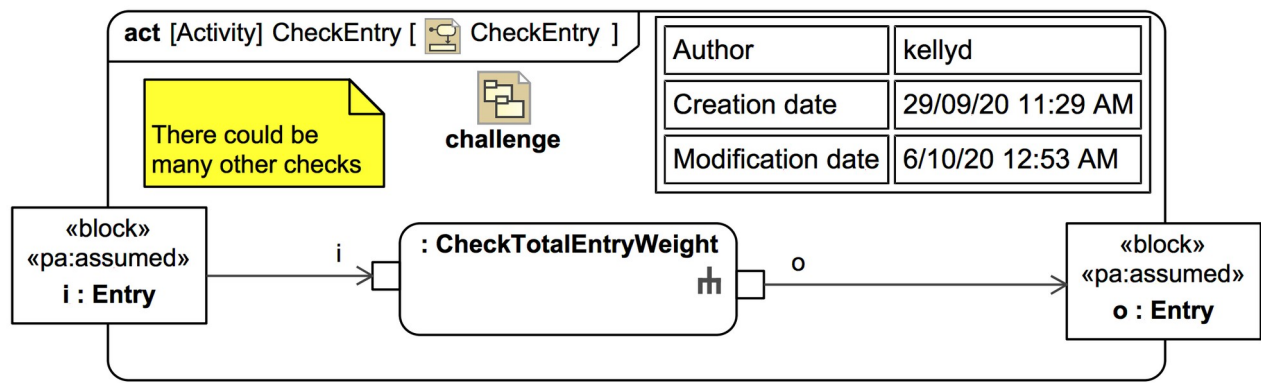 act [Activity] CheckEntry [ CheckEntry ]
Author kellyd
Creation date 29/09/20 11:29 AM
Modification date 6/10/20 12:53 AM
There could be
many other checks
challenge
«block»
«pa:assumed»
i : Entry
i
: CheckTotalEntryWeight
o
«block»
«pa:assumed»
o : Entry